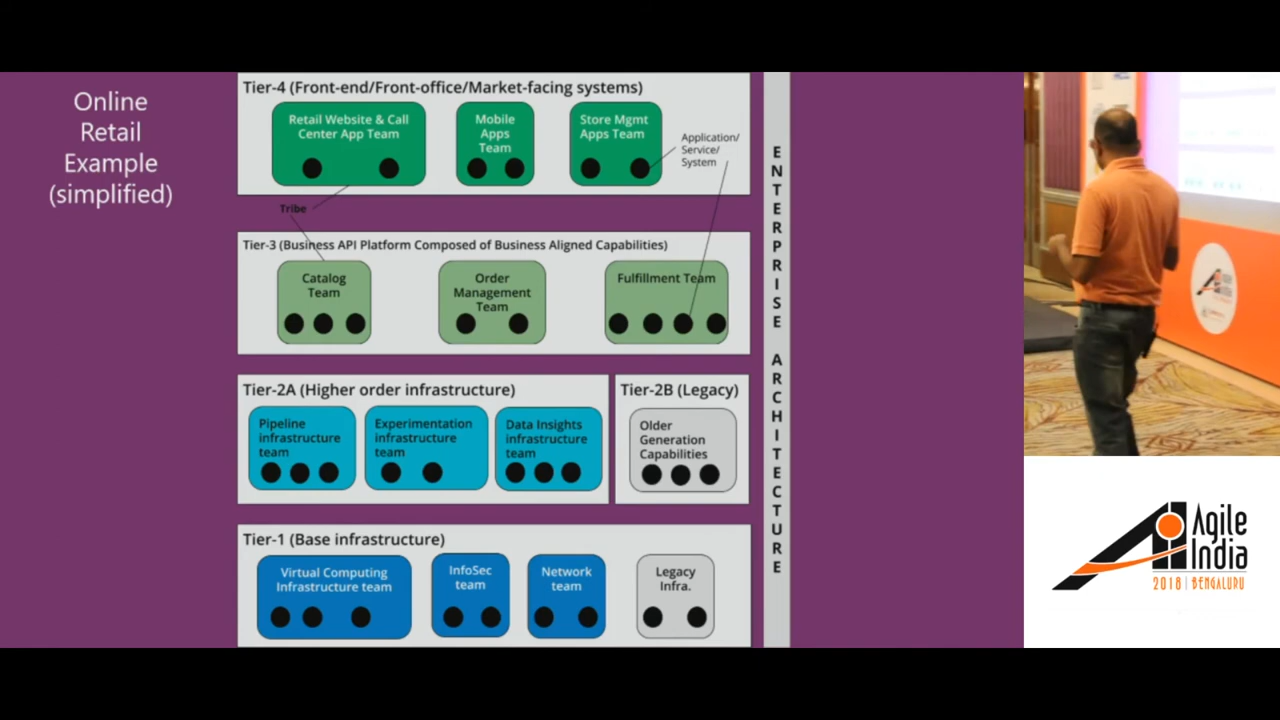 Online
Retail
Example
(simplified)
Tier-4 (Front-end/Front-office/Market-facing systems)
Retail Website & Call
Center App Team
Mobile
Apps
Team
Store Mgmt
Apps Team
Application/
Service/
System
Tribe
Tier-3 (Business API Platform Composed of Business Aligned Capabilities)
Catalog
Team
Order
Management
Team
Fulfillment Team
Tier-2A (Higher order infrastructure)
Pipeline
infrastructure
team
Experimentation
infrastructure
team
Data Insights
infrastructure
team
Tier-2B (Legacy)
Older
Generation
Capabilities
Tier-1 (Base infrastructure)
Virtual Computing
Infrastructure team
InfoSec
team
Network
team
Legacy
Infra.
ENTERPRISE ARCHITECTURE
Agile
India
2018 | BENGALURU